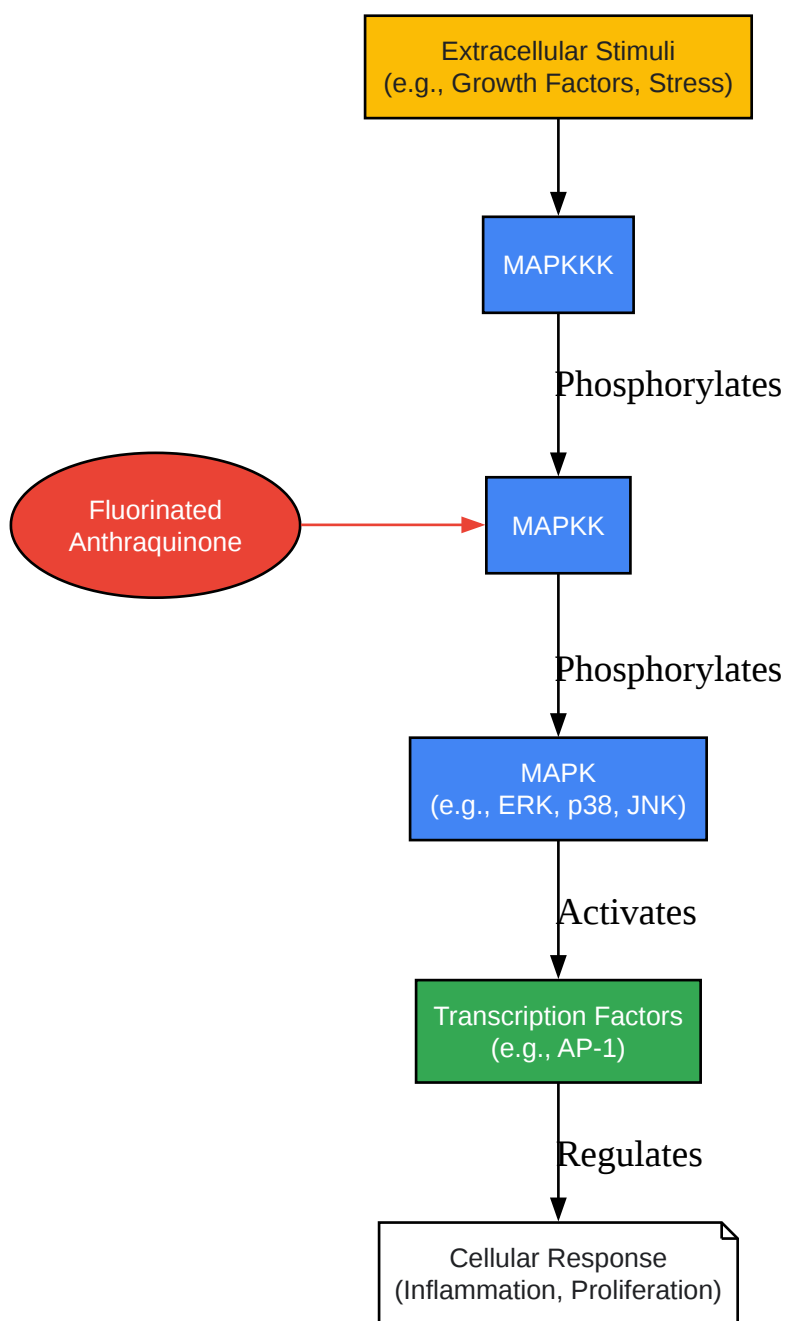 Extracellular Stimuli
(e.g., Growth Factors, Stress)
MAPKKK
Phosphorylates
Fluorinated
Anthraquinone
MAPKK
Phosphorylates
MAPK
(e.g., ERK, p38, JNK)
Activates
Transcription Factors
(e.g., AP-1)
Regulates
Cellular Response
(Inflammation, Proliferation)